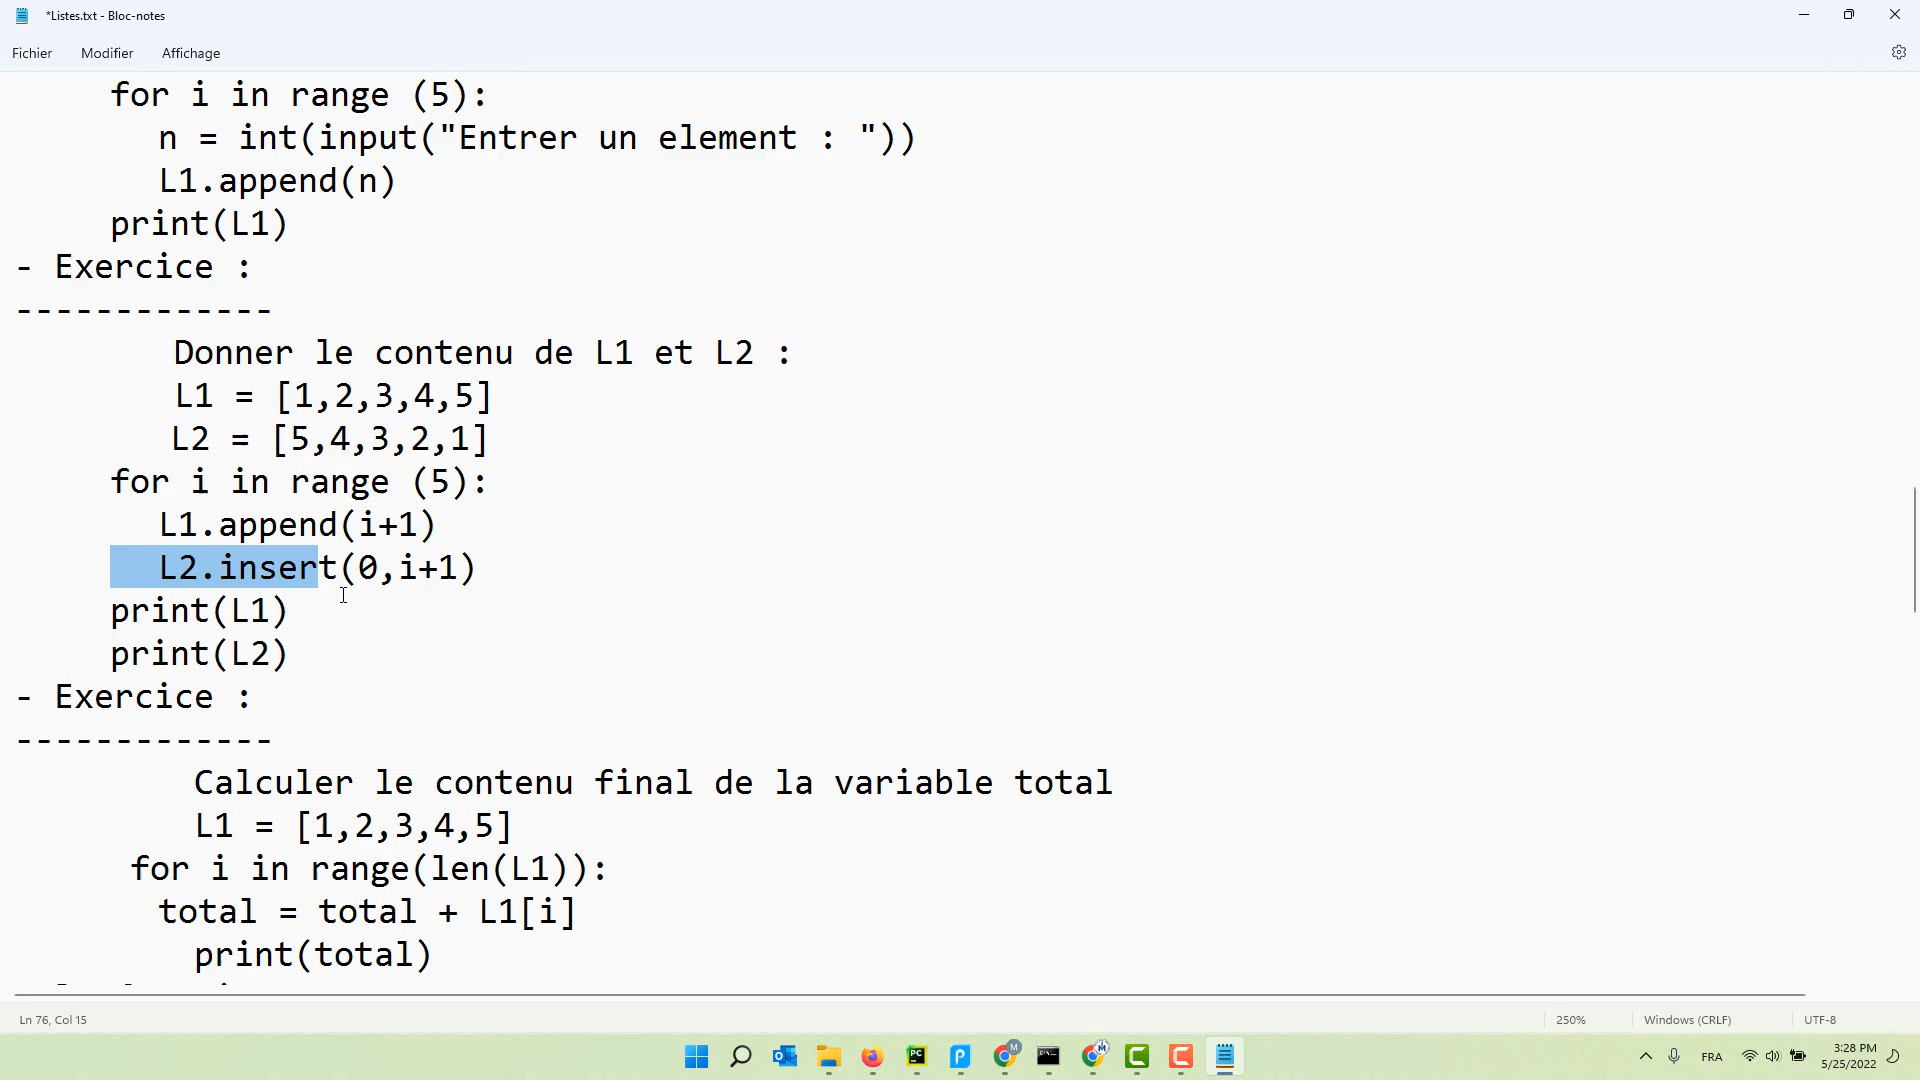 *Listes.txt - Bloc-notes
Fichier Modifier Affichage
for i in range (5):
n = int(input("Entrer un element : "))
L1.append(n)
print(L1)
- Exercice :
-------------
Donner le contenu de L1 et L2 :
L1 = [1,2,3,4,5]
L2 = [5,4,3,2,1]
for i in range (5):
L1.append(i+1)
L2.insert(0,i+1)
print(L1)
print(L2)
- Exercice :
-------------
Calculer le contenu final de la variable total
L1 = [1,2,3,4,5]
for i in range(len(L1)):
total = total + L1[i]
print(total)
Ln 76, Col 15 250% Windows (CRLF) UTF-8
FRA 3:28 PM
5/25/2022